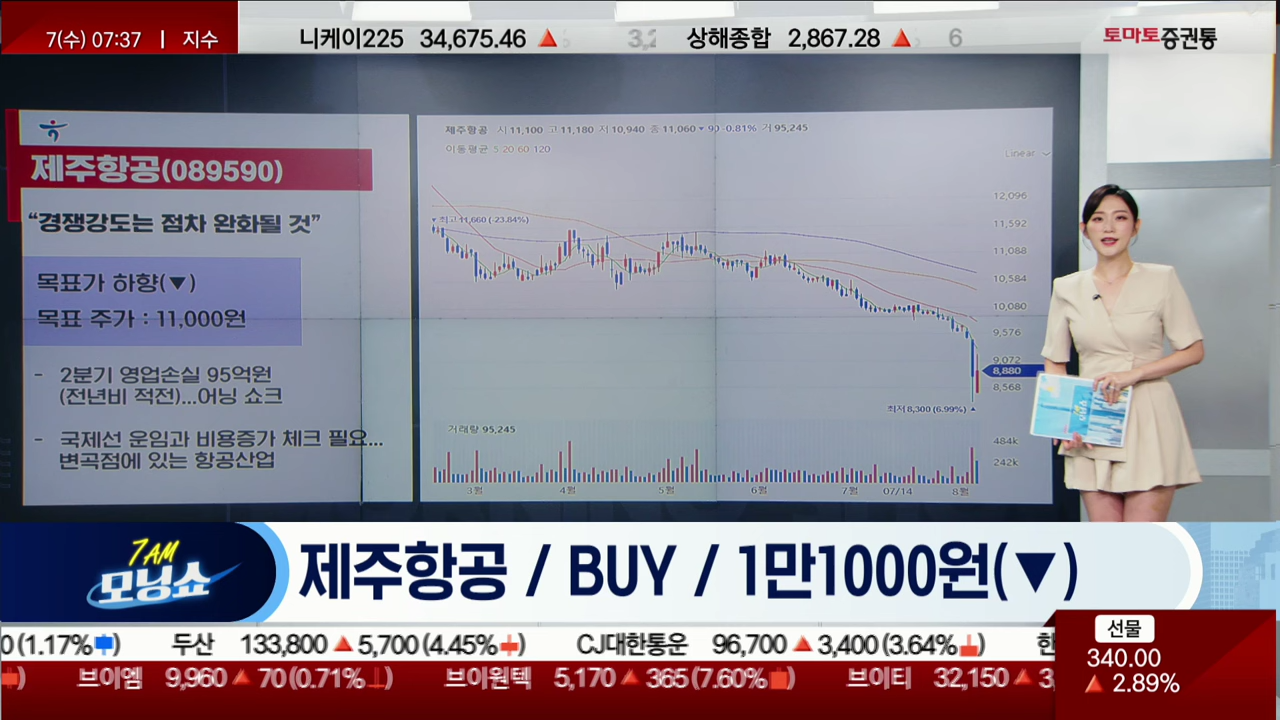 7(수) 07:37 | 지수
니케이225 34,675.46 ▲
상해종합 2,867.28 ▲ 6
토마토증권통
제주항공(089590)
“경쟁강도는 점차 완화될 것”
목표가 하향(▼)
목표 주가 : 11,000원
- 2분기 영업손실 95억원
(전년비 적전)...어닝 쇼크
- 국제선 운임과 비용증가 체크 필요...
변곡점에 있는 항공산업
제주항공 시 11,100 고 11,180 저 10,940 종 11,060 ▼ 90 -0.81% 거 95,245
이동평균 5 20 60 120
Linear
최고 11,660 (-23.84%)
12,096
11,592
11,088
10,584
10,080
9,576
9,072
8,880
8,568
최저 8,300 (6.99%)
거래량 95,245
484k
242k
3월 4월 5월 6월 7월 07/14 8월
7AM
모닝쇼
제주항공 / BUY / 1만1000원(▼)
0 (1.17% ) 두산 133,800 ▲ 5,700 (4.45% ) CJ대한통운 96,700 ▲ 3,400 (3.64% ) 한
브이엠 9,960 ▲ 70 (0.71% ) 브이원텍 5,170 ▲ 365 (7.60% ) 브이티 32,150 ▲ 3,
선물
340.00
▲ 2.89%